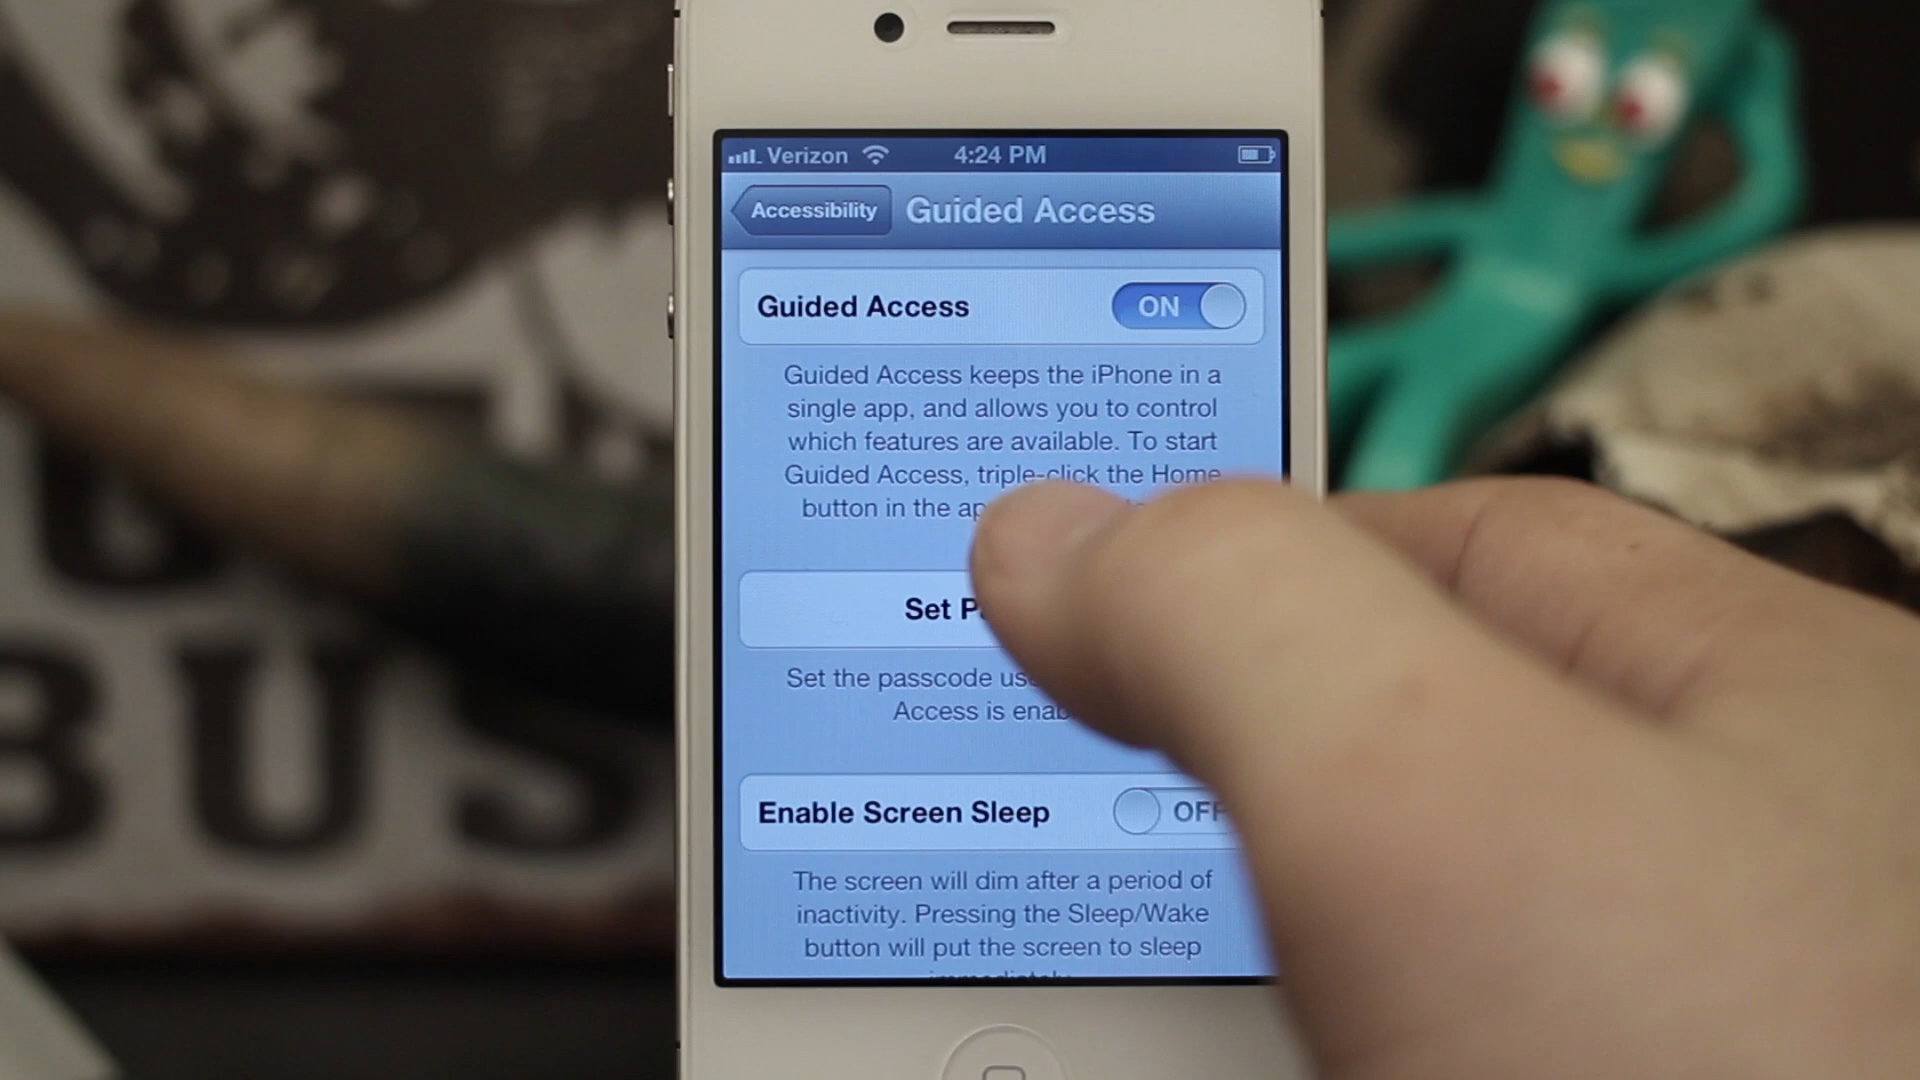 Verizon 4:24 PM
Accessibility Guided Access
Guided Access ON
Guided Access keeps the iPhone in a
single app, and allows you to control
which features are available. To start
Guided Access, triple-click the Home
button in the
Set
Set the passcode
Access is
Enable Screen Sleep OFF
The screen will dim after a period of
inactivity. Pressing the Sleep/Wake
button will put the screen to sleep
immediately.
BUS